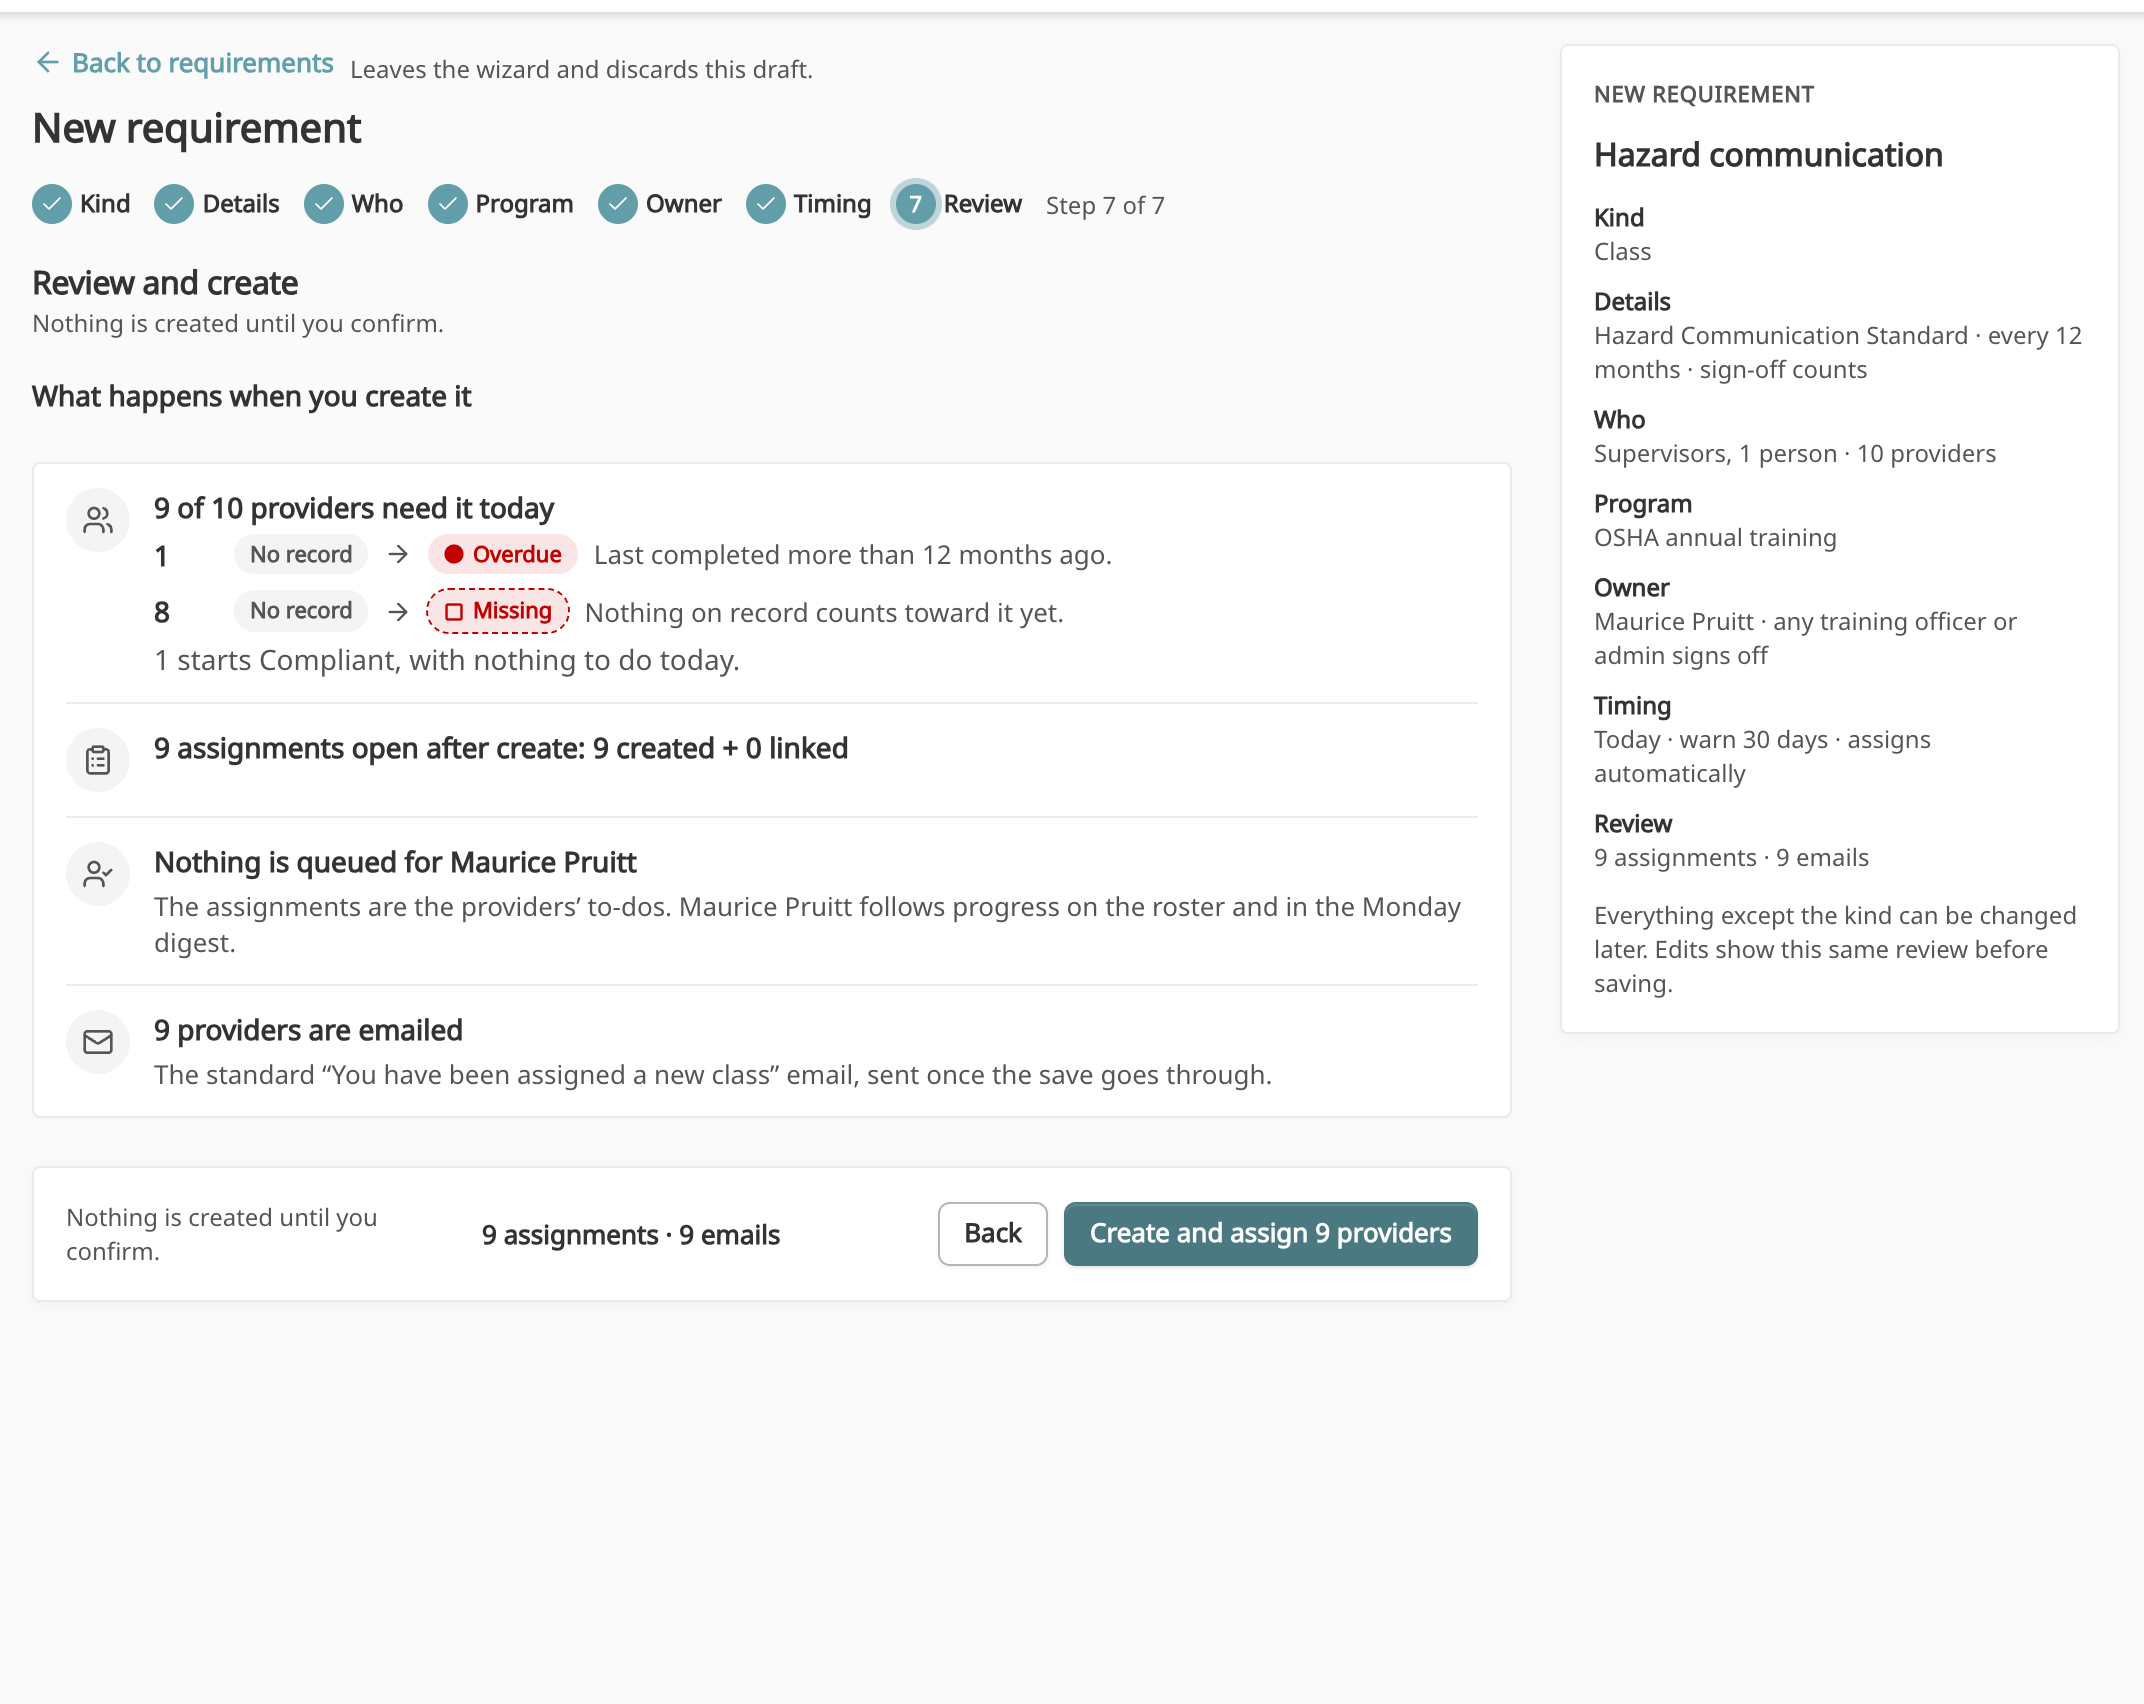 Back to requirements Leaves the wizard and discards this draft.
New requirement
Kind Details Who Program Owner Timing 7 Review Step 7 of 7
Review and create
Nothing is created until you confirm.
What happens when you create it
9 of 10 providers need it today
1 No record → Overdue Last completed more than 12 months ago.
8 No record → Missing Nothing on record counts toward it yet.
1 starts Compliant, with nothing to do today.
9 assignments open after create: 9 created + 0 linked
Nothing is queued for Maurice Pruitt
The assignments are the providers’ to-dos. Maurice Pruitt follows progress on the roster and in the Monday
digest.
9 providers are emailed
The standard “You have been assigned a new class” email, sent once the save goes through.
Nothing is created until you
confirm.
9 assignments · 9 emails
Back
Create and assign 9 providers
NEW REQUIREMENT
Hazard communication
Kind
Class
Details
Hazard Communication Standard · every 12
months · sign-off counts
Who
Supervisors, 1 person · 10 providers
Program
OSHA annual training
Owner
Maurice Pruitt · any training officer or
admin signs off
Timing
Today · warn 30 days · assigns
automatically
Review
9 assignments · 9 emails
Everything except the kind can be changed
later. Edits show this same review before
saving.